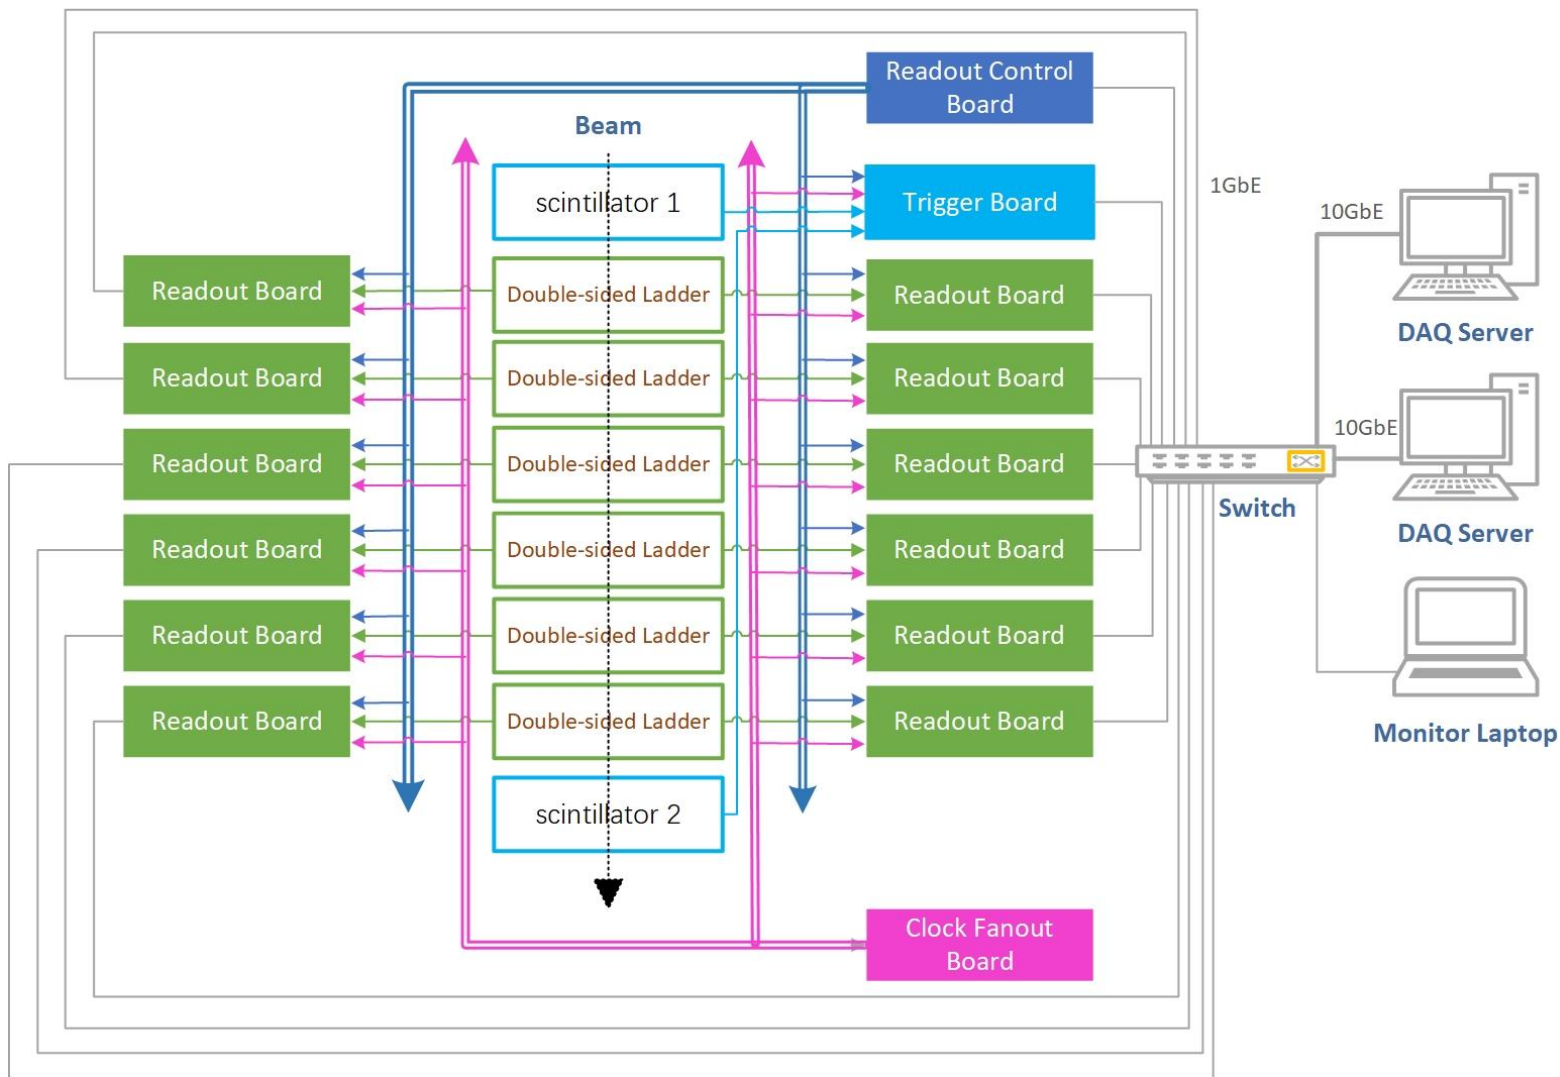 Readout Control
Board
Beam
scintillator 1
Trigger Board
1GbE
10GbE
DAQ Server
Readout Board
Double-sided Ladder
Readout Board
Readout Board
Double-sided Ladder
Readout Board
10GbE
Readout Board
Double-sided Ladder
Readout Board
Switch
DAQ Server
Readout Board
Double-sided Ladder
Readout Board
Readout Board
Double-sided Ladder
Readout Board
Readout Board
Double-sided Ladder
Readout Board
Monitor Laptop
scintillator 2
Clock Fanout
Board